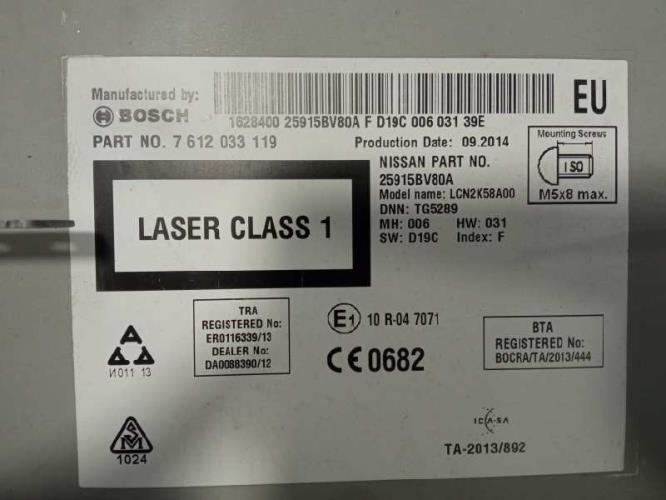 Manufactured by:
BOSCH
EU
1628400 25915BV80A F D19C 006 031 39E
PART NO. 7 612 033 119
Production Date: 09.2014
NISSAN PART NO.
25915BV80A
Model name: LCN2K58A00
DNN: TG5289
MH: 006 HW: 031
SW: D19C Index: F
Mounting Screws
ISO
M5x8 max.
LASER CLASS 1
TRA
REGISTERED No:
ER0116339/13
DEALER No:
DA0088390/12
E1 10 R-04 7071
CE 0682
BTA
REGISTERED No:
BOCRA/TA/2013/444
И011 13
SM
1024
ICASA
TA-2013/892